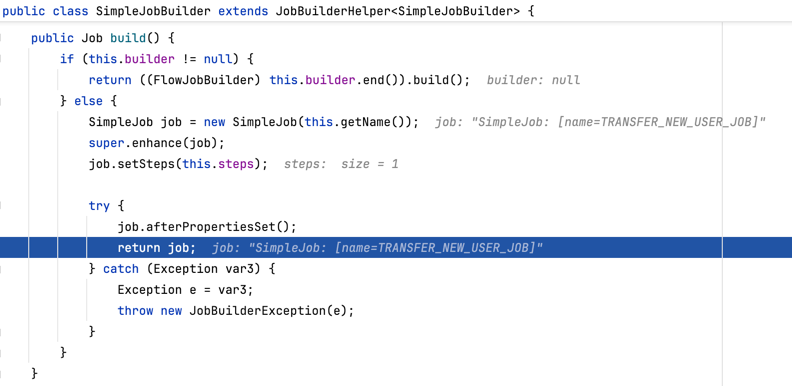 public class SimpleJobBuilder extends JobBuilderHelper<SimpleJobBuilder> {
public Job build() {
if (this.builder != null) {
return ((FlowJobBuilder) this.builder.end()).build(); builder: null
} else {
SimpleJob job = new SimpleJob(this.getName()); job: "SimpleJob: [name=TRANSFER_NEW_USER_JOB]"
super.enhance(job);
job.setSteps(this.steps); steps: size = 1
try {
job.afterPropertiesSet();
return job; job: "SimpleJob: [name=TRANSFER_NEW_USER_JOB]"
} catch (Exception var3) {
Exception e = var3;
throw new JobBuilderException(e);
}
}
}